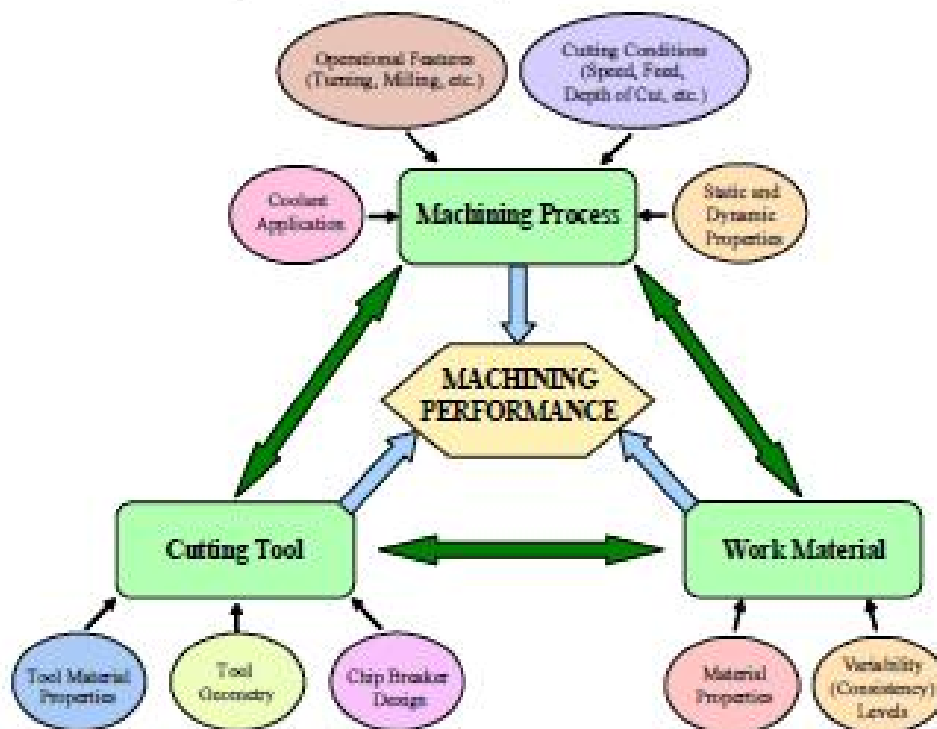 Operational Features
(Turning, Milling, etc.)
Cutting Conditions
(Speed, Feed,
Depth of Cut, etc.)
Coolant
Application
Machining Process
Static and
Dynamic
Properties
MACHINING
PERFORMANCE
Cutting Tool
Work Material
Tool Material
Properties
Tool
Geometry
Chip Breaker
Design
Material
Properties
Variability
(Consistency)
Levels